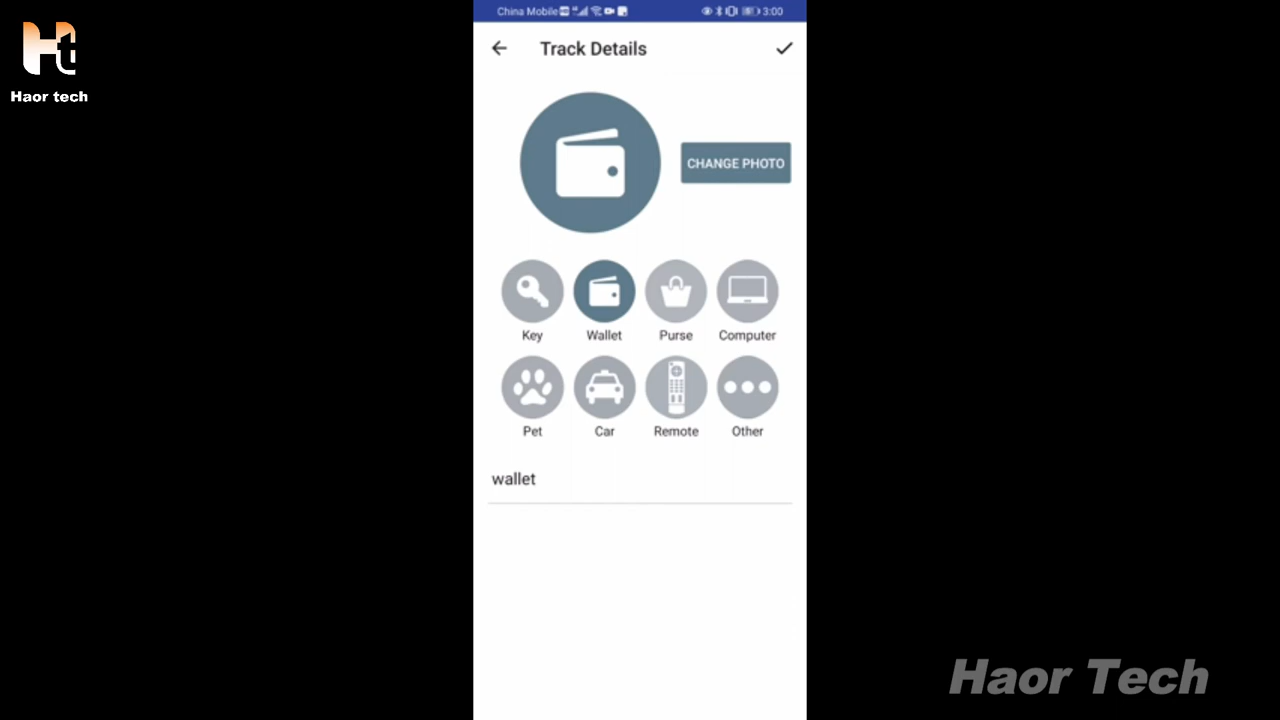 China Mobile
3:00
Haor tech
Track Details
CHANGE PHOTO
Key
Wallet
Purse
Computer
Pet
Car
Remote
Other
wallet
Haor Tech